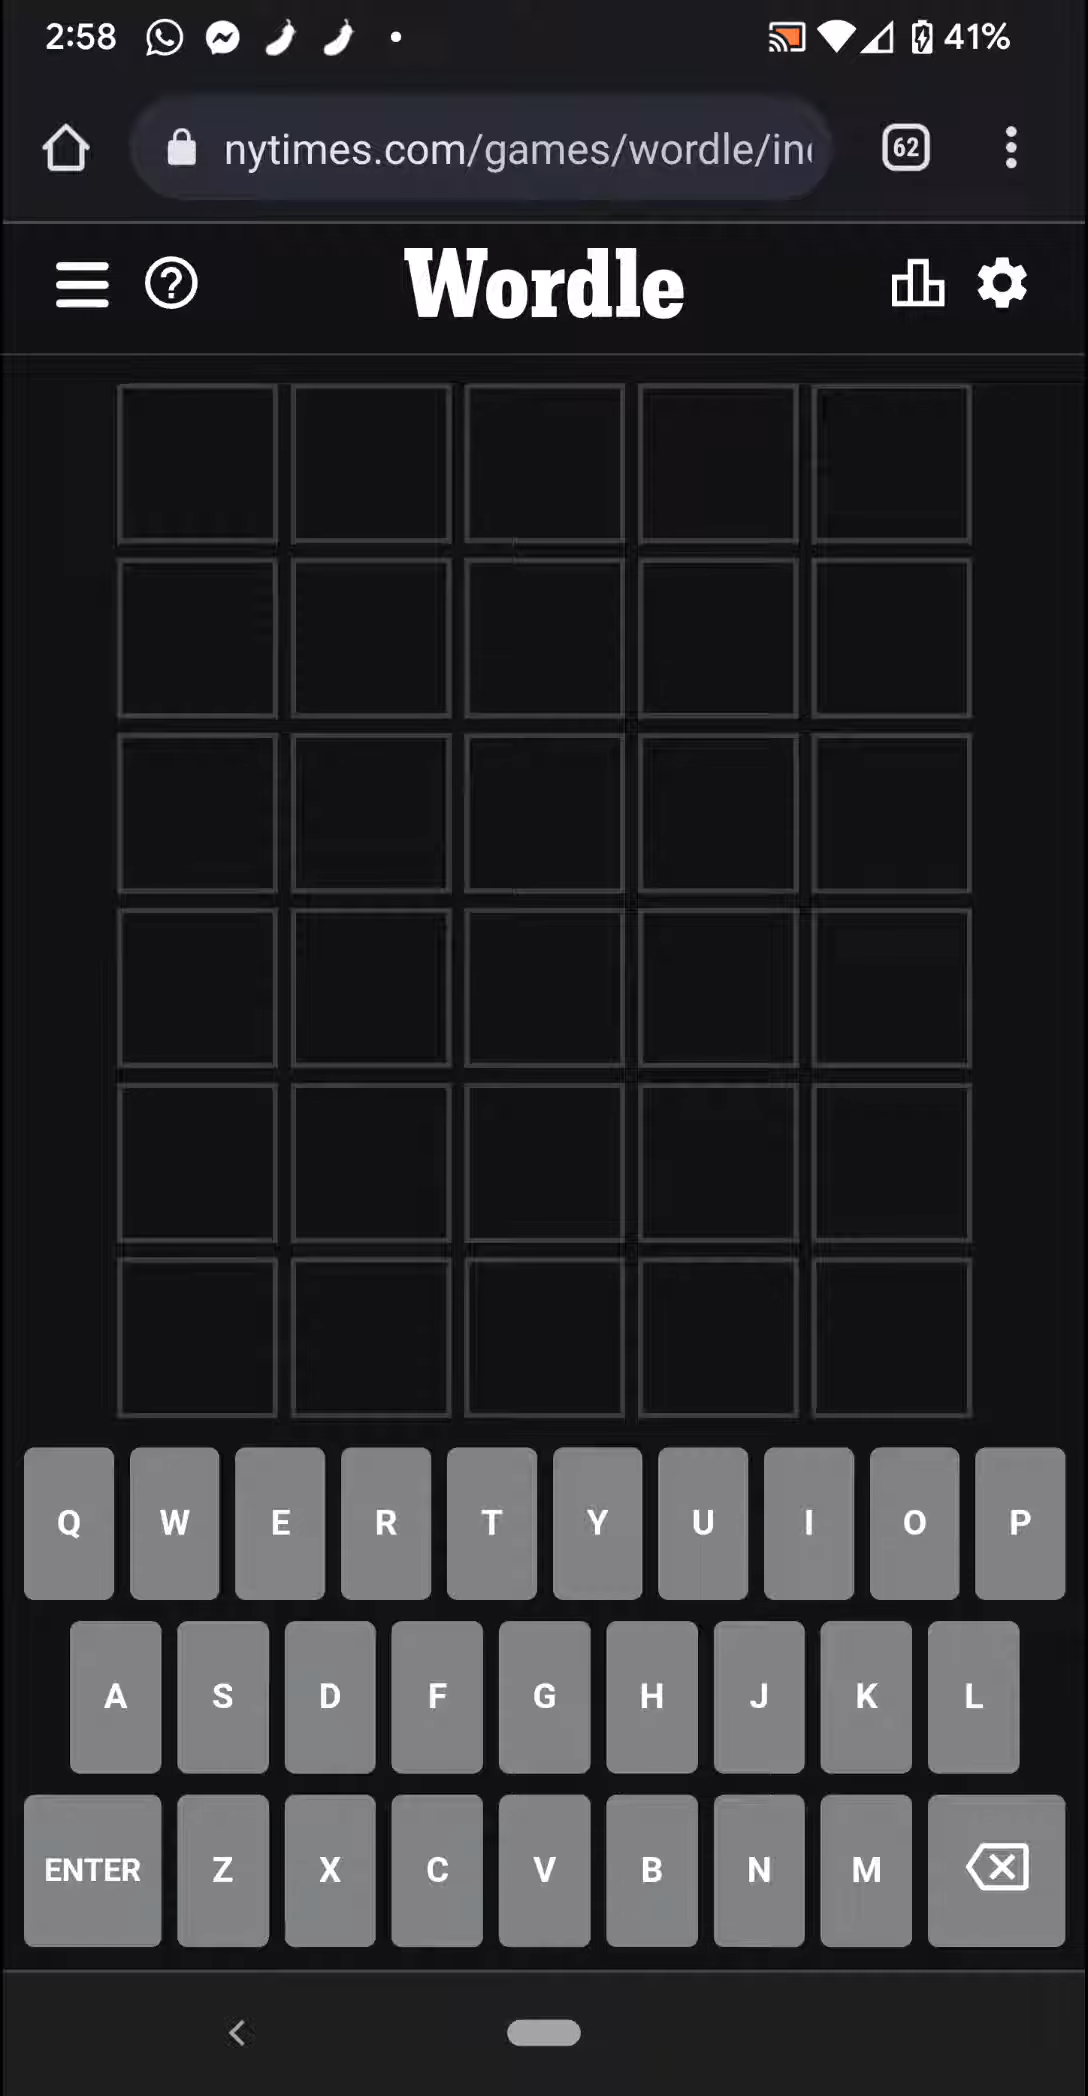 2:58 41%
nytimes.com/games/wordle/in
62
Wordle
Q W E R T Y U I O P
A S D F G H J K L
ENTER Z X C V B N M